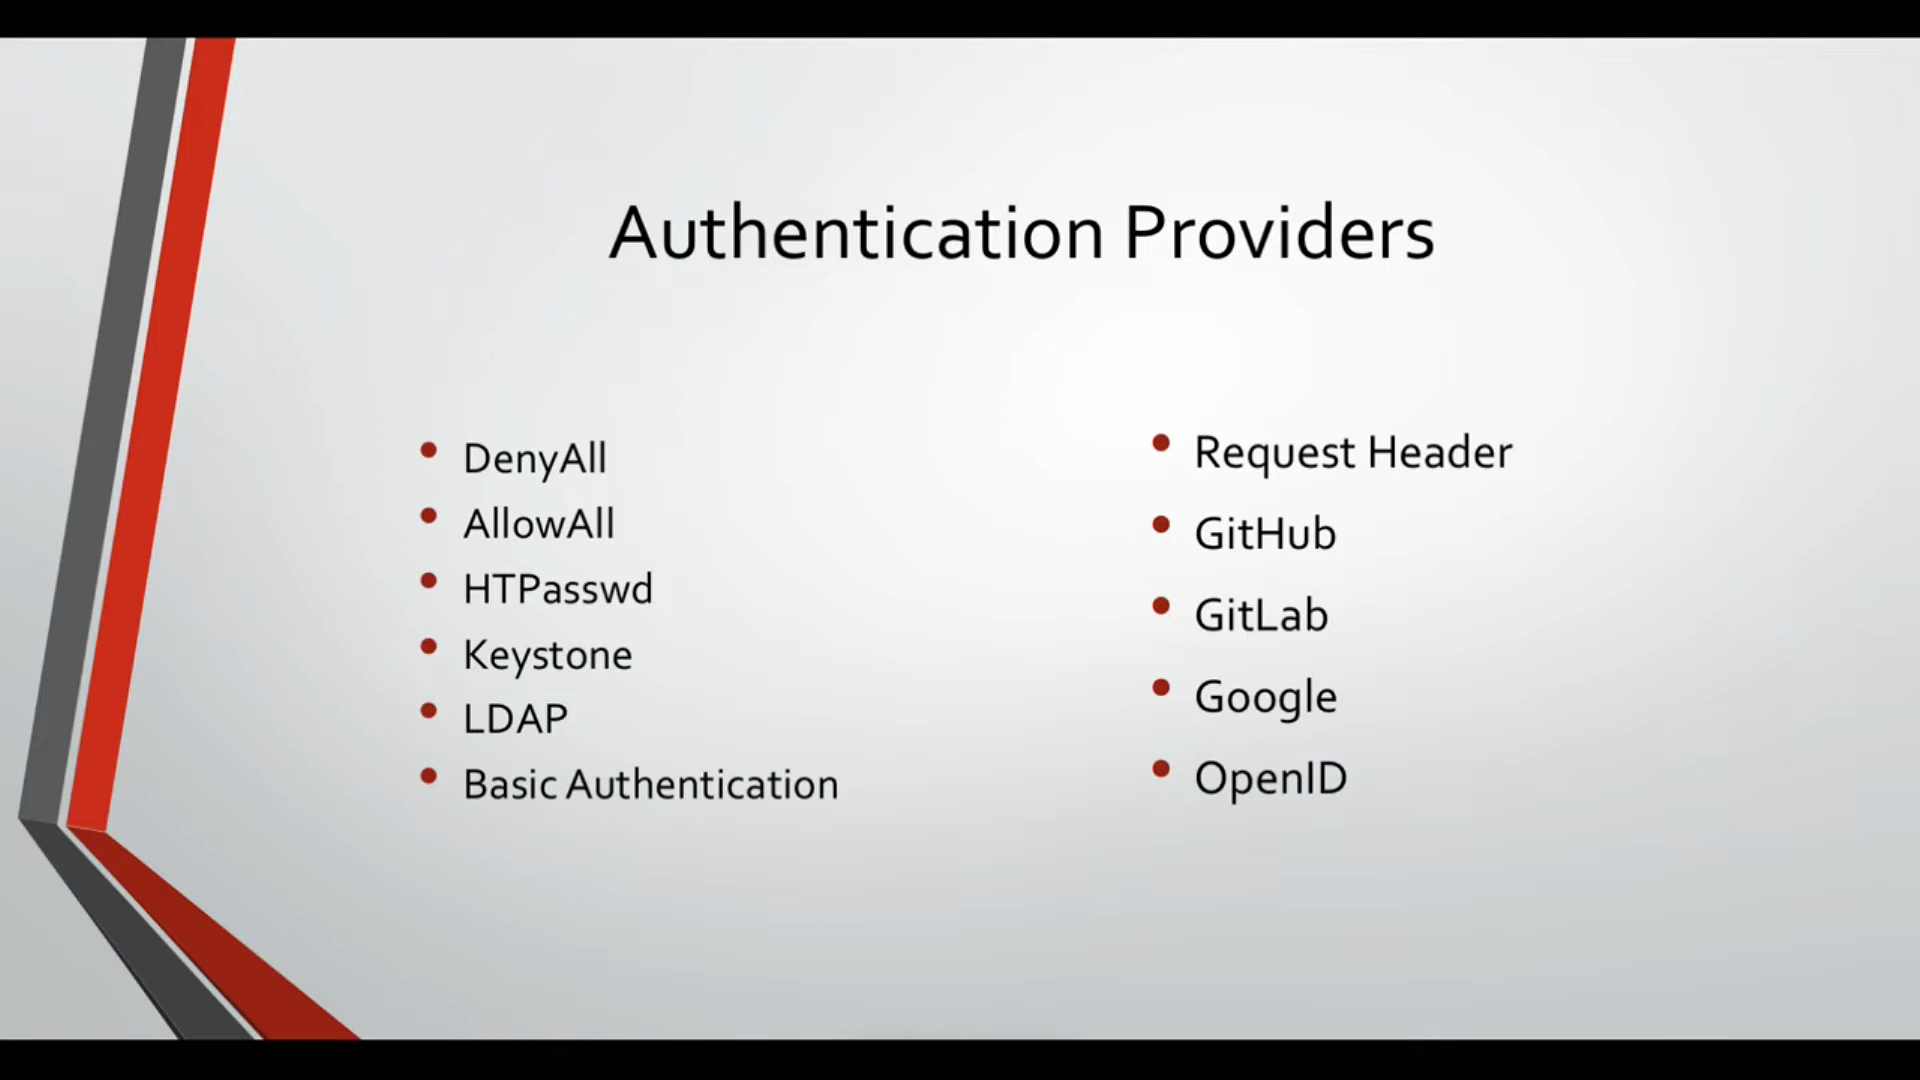 Authentication Providers
DenyAll
AllowAll
HTPasswd
Keystone
LDAP
Basic Authentication
Request Header
GitHub
GitLab
Google
OpenID